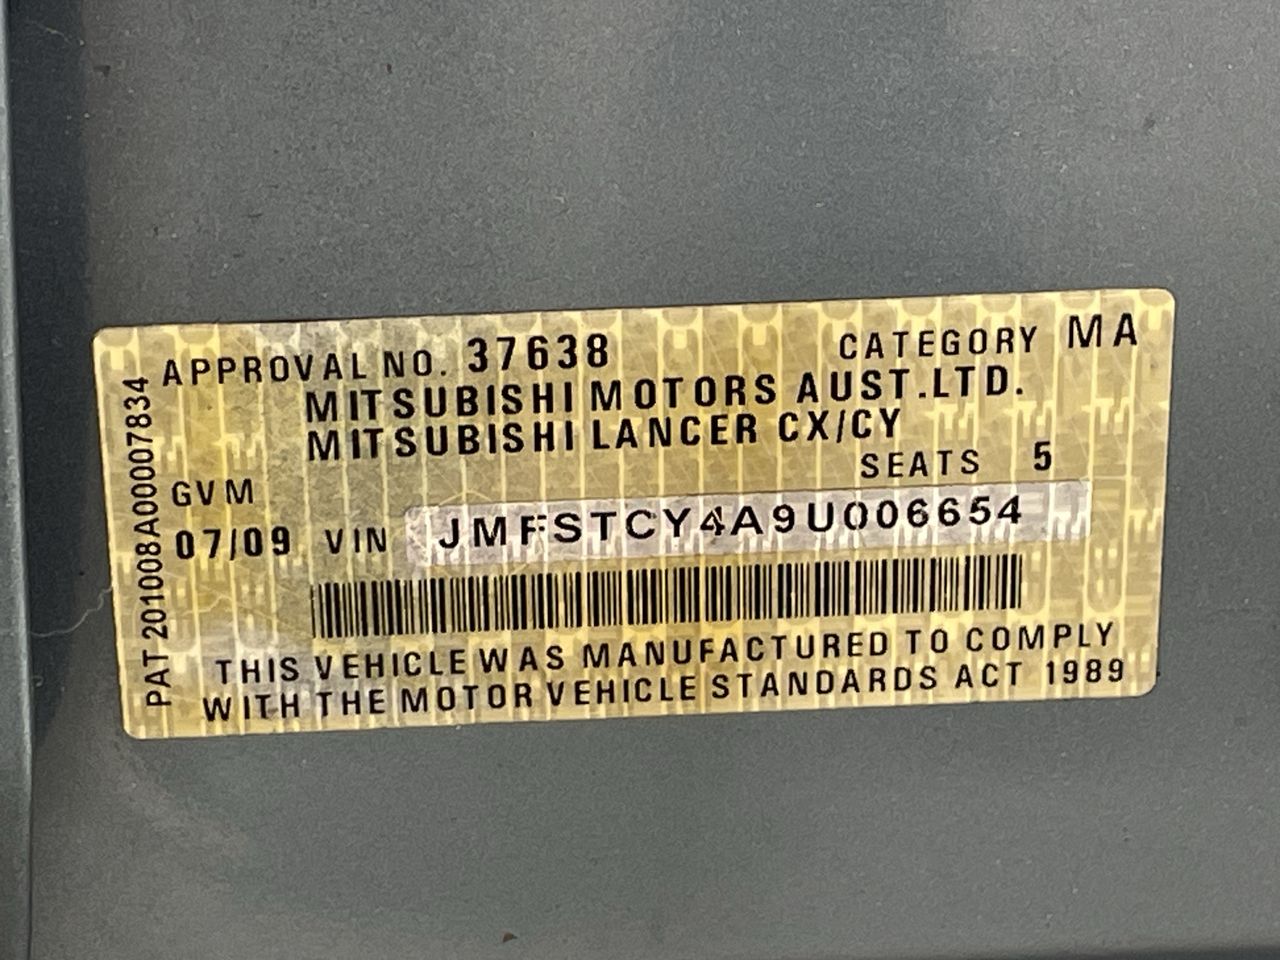 APPROVAL NO. 37638 CATEGORY MA
MITSUBISHI MOTORS AUST.LTD.
MITSUBISHI LANCER CX/CY
SEATS 5
GVM
07/09 VIN JMFSTCY4A9U006654
THIS VEHICLE WAS MANUFACTURED TO COMPLY
WITH THE MOTOR VEHICLE STANDARDS ACT 1989
PAT 201008A00007834